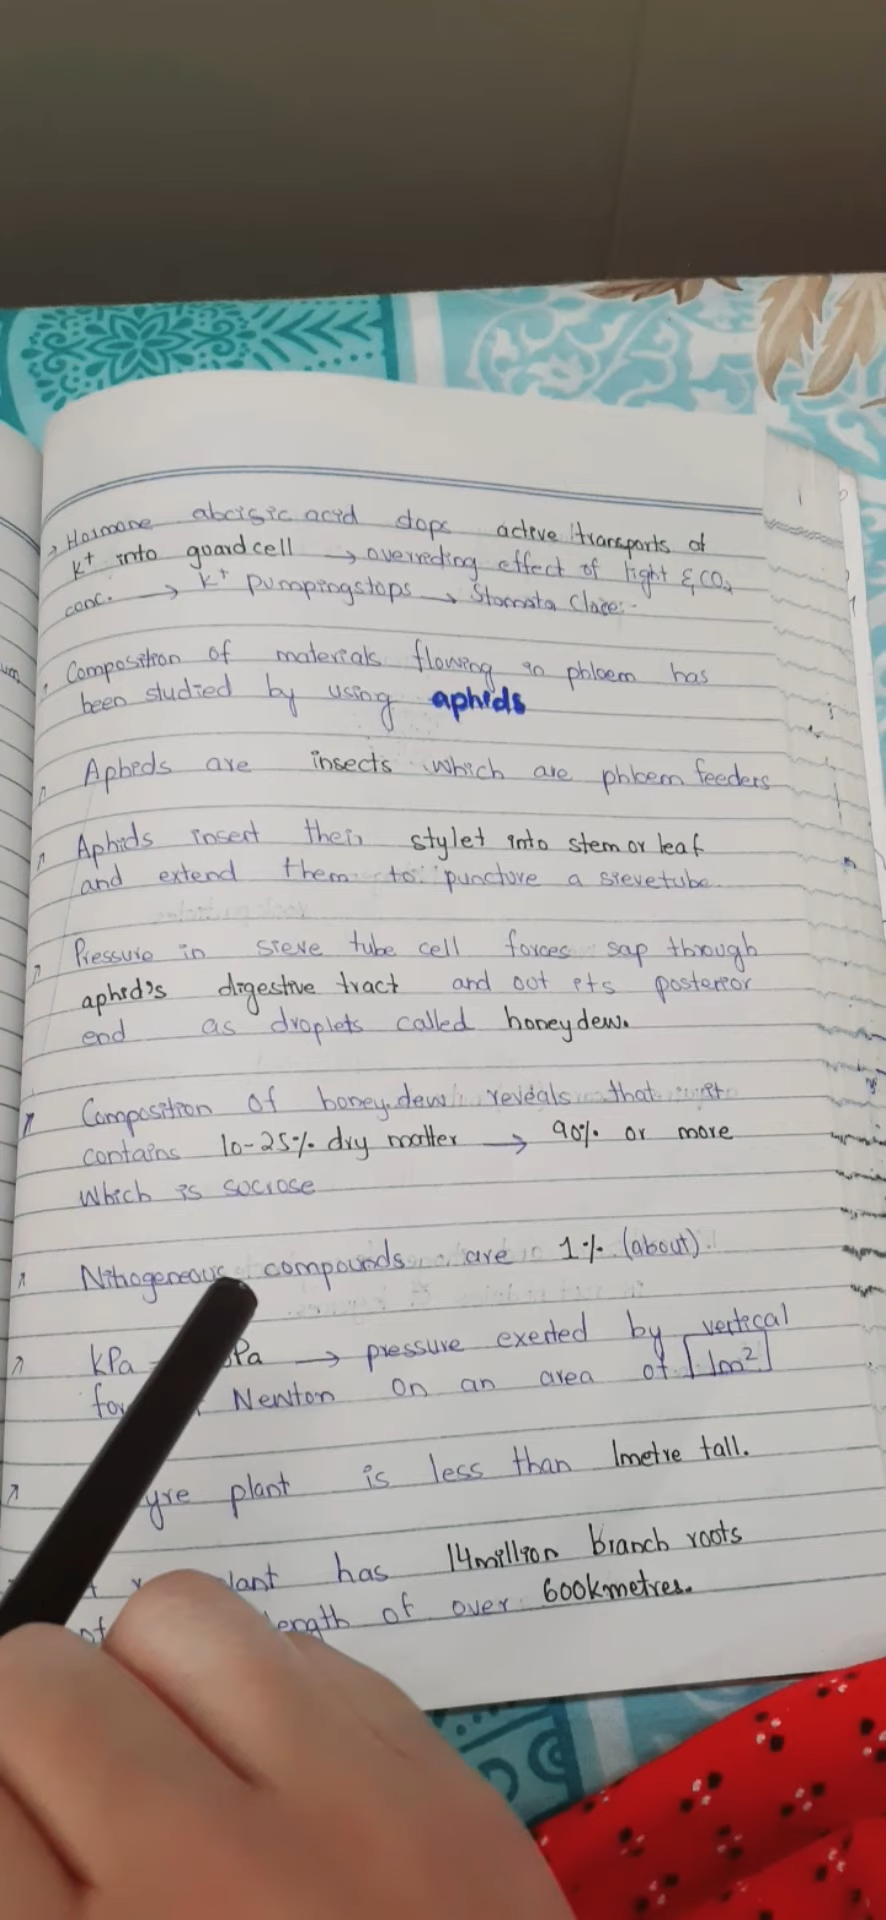 Hormone abcisic acid stops active transports of
K+ into guardcell → overreding effect of light & CO2
conc. → K+ pumping stops → Stomata Close:-
Composition of materials flowing in phloem has
been studied by using aphids
Aphids are insects which are phloem feeders
Aphids insert their stylet into stem or leaf
and extend them to puncture a sieve tube.
Pressure in sieve tube cell forces sap through
aphid's digestive tract and out its posterior
end as droplets called honeydew.
Composition of honey.dew reveals that it
contains 10-25% dry matter → 90% or more
which is sucrose
Nitrogeneous compounds are 1% (about).
kPa Pa → pressure exerted by vertical
Newton on an area of 1m²
plant is less than 1metre tall.
has 14million branch roots
of over 600kmetres.